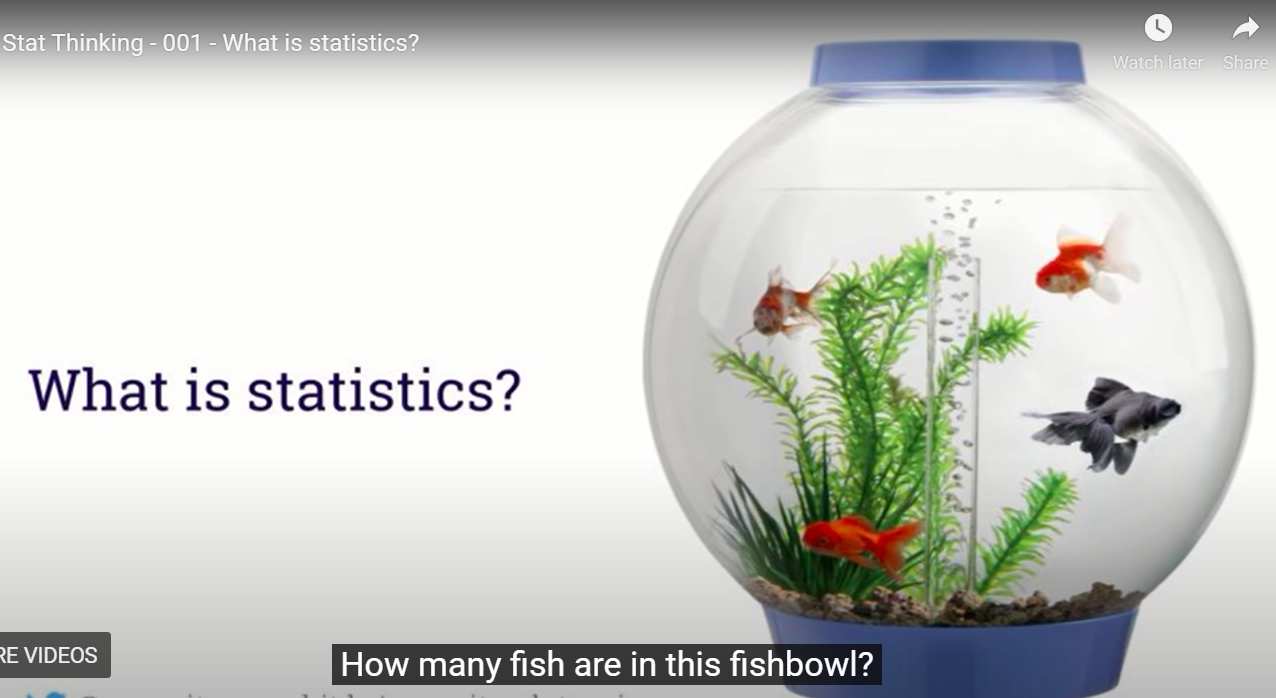 Stat Thinking - 001 - What is statistics?
Watch later
Share
What is statistics?
RE VIDEOS
How many fish are in this fishbowl?